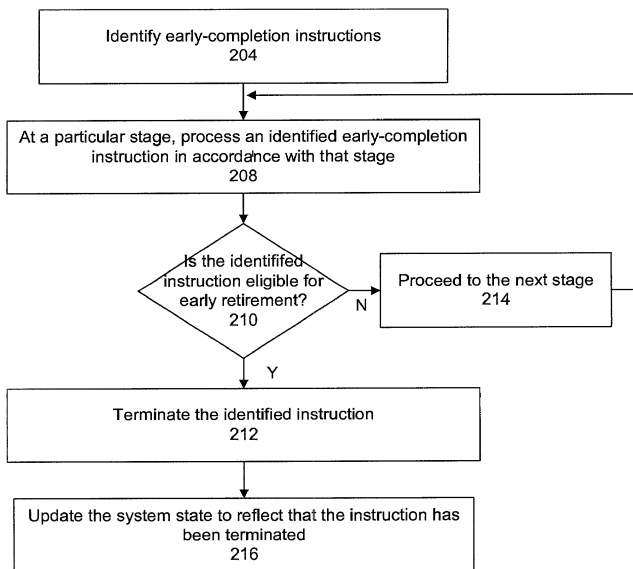 Identify early-completion instructions
204
At a particular stage, process an identified early-completion
instruction in accordance with that stage
208
Is the identififed
instruction eligible for
early retirement?
210
N
Proceed to the next stage
214
Y
Terminate the identified instruction
212
Update the system state to reflect that the instruction has
been terminated
216